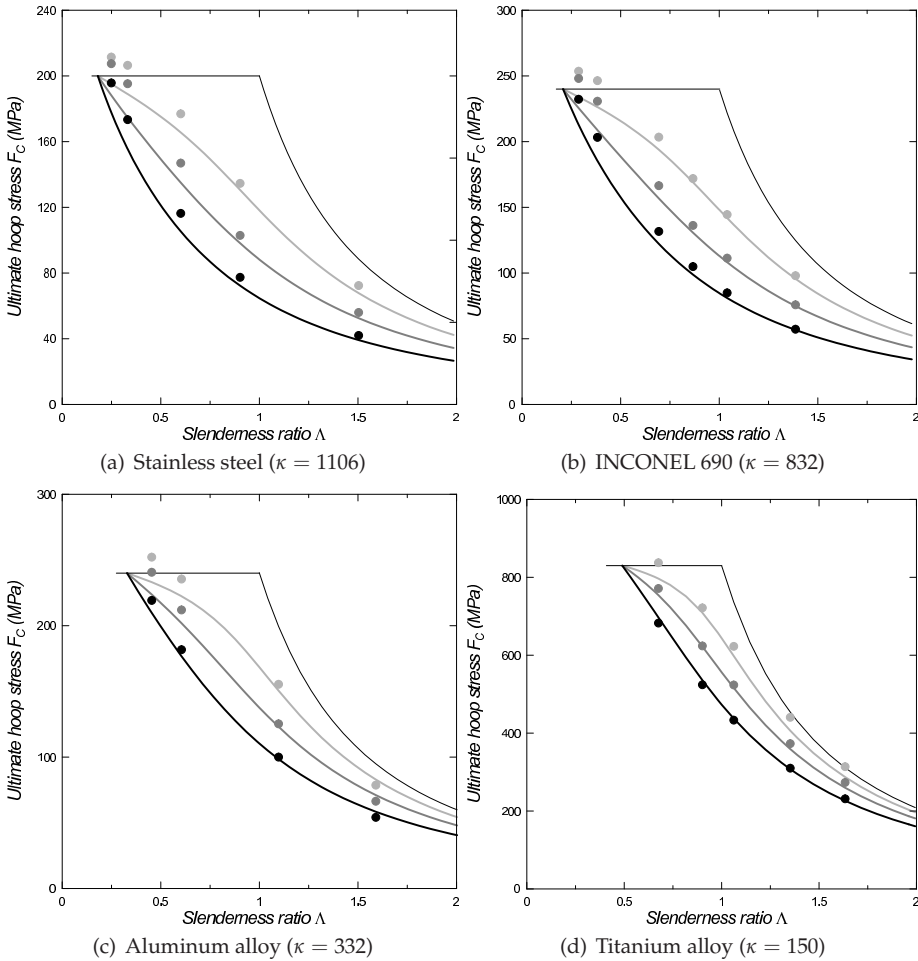 240
200
160
120
80
40
0
Ultimate hoop stress F_C (MPa)
0 0.5 1 1.5 2
Slenderness ratio Λ
(a) Stainless steel (κ = 1106)
300
250
200
150
100
50
0
Ultimate hoop stress F_C (MPa)
0 0.5 1 1.5 2
Slenderness ratio Λ
(b) INCONEL 690 (κ = 832)
300
200
100
0
Ultimate hoop stress F_C (MPa)
0 0.5 1 1.5 2
Slenderness ratio Λ
(c) Aluminum alloy (κ = 332)
1000
800
600
400
200
0
Ultimate hoop stress F_C (MPa)
0 0.5 1 1.5 2
Slenderness ratio Λ
(d) Titanium alloy (κ = 150)